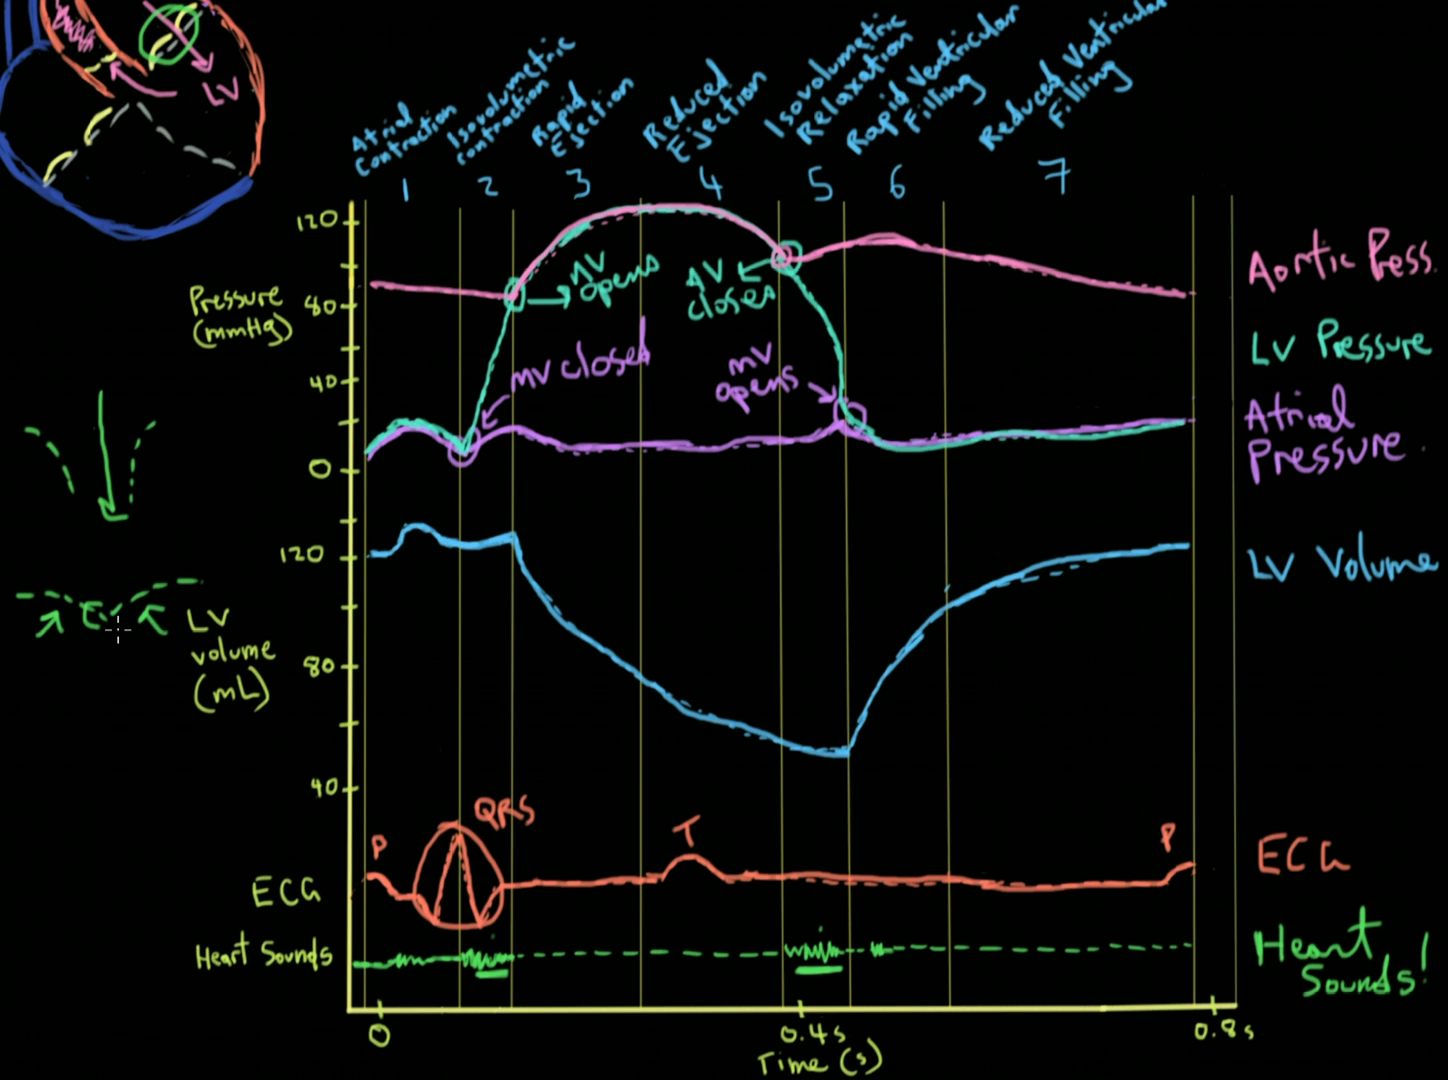 LV
Atrial
Contraction
Isovolumetric
contraction
Rapid
Ejection
Reduced
Ejection
Isovolumetric
Relaxation
Rapid Ventricular
Filling
Reduced Ventricular
Filling
1 2 3 4 5 6 7
120
Pressure
(mmHg)
80
40
0
AV
opens
AV
closes
MV closed
MV
opens
Aortic Press.
LV Pressure
Atrial
Pressure
120
LV
volume
(mL)
80
40
LV Volume
P
QRS
T
P
ECG
ECG
Heart Sounds
Heart
Sounds!
0
0.4s
0.8s
Time (s)